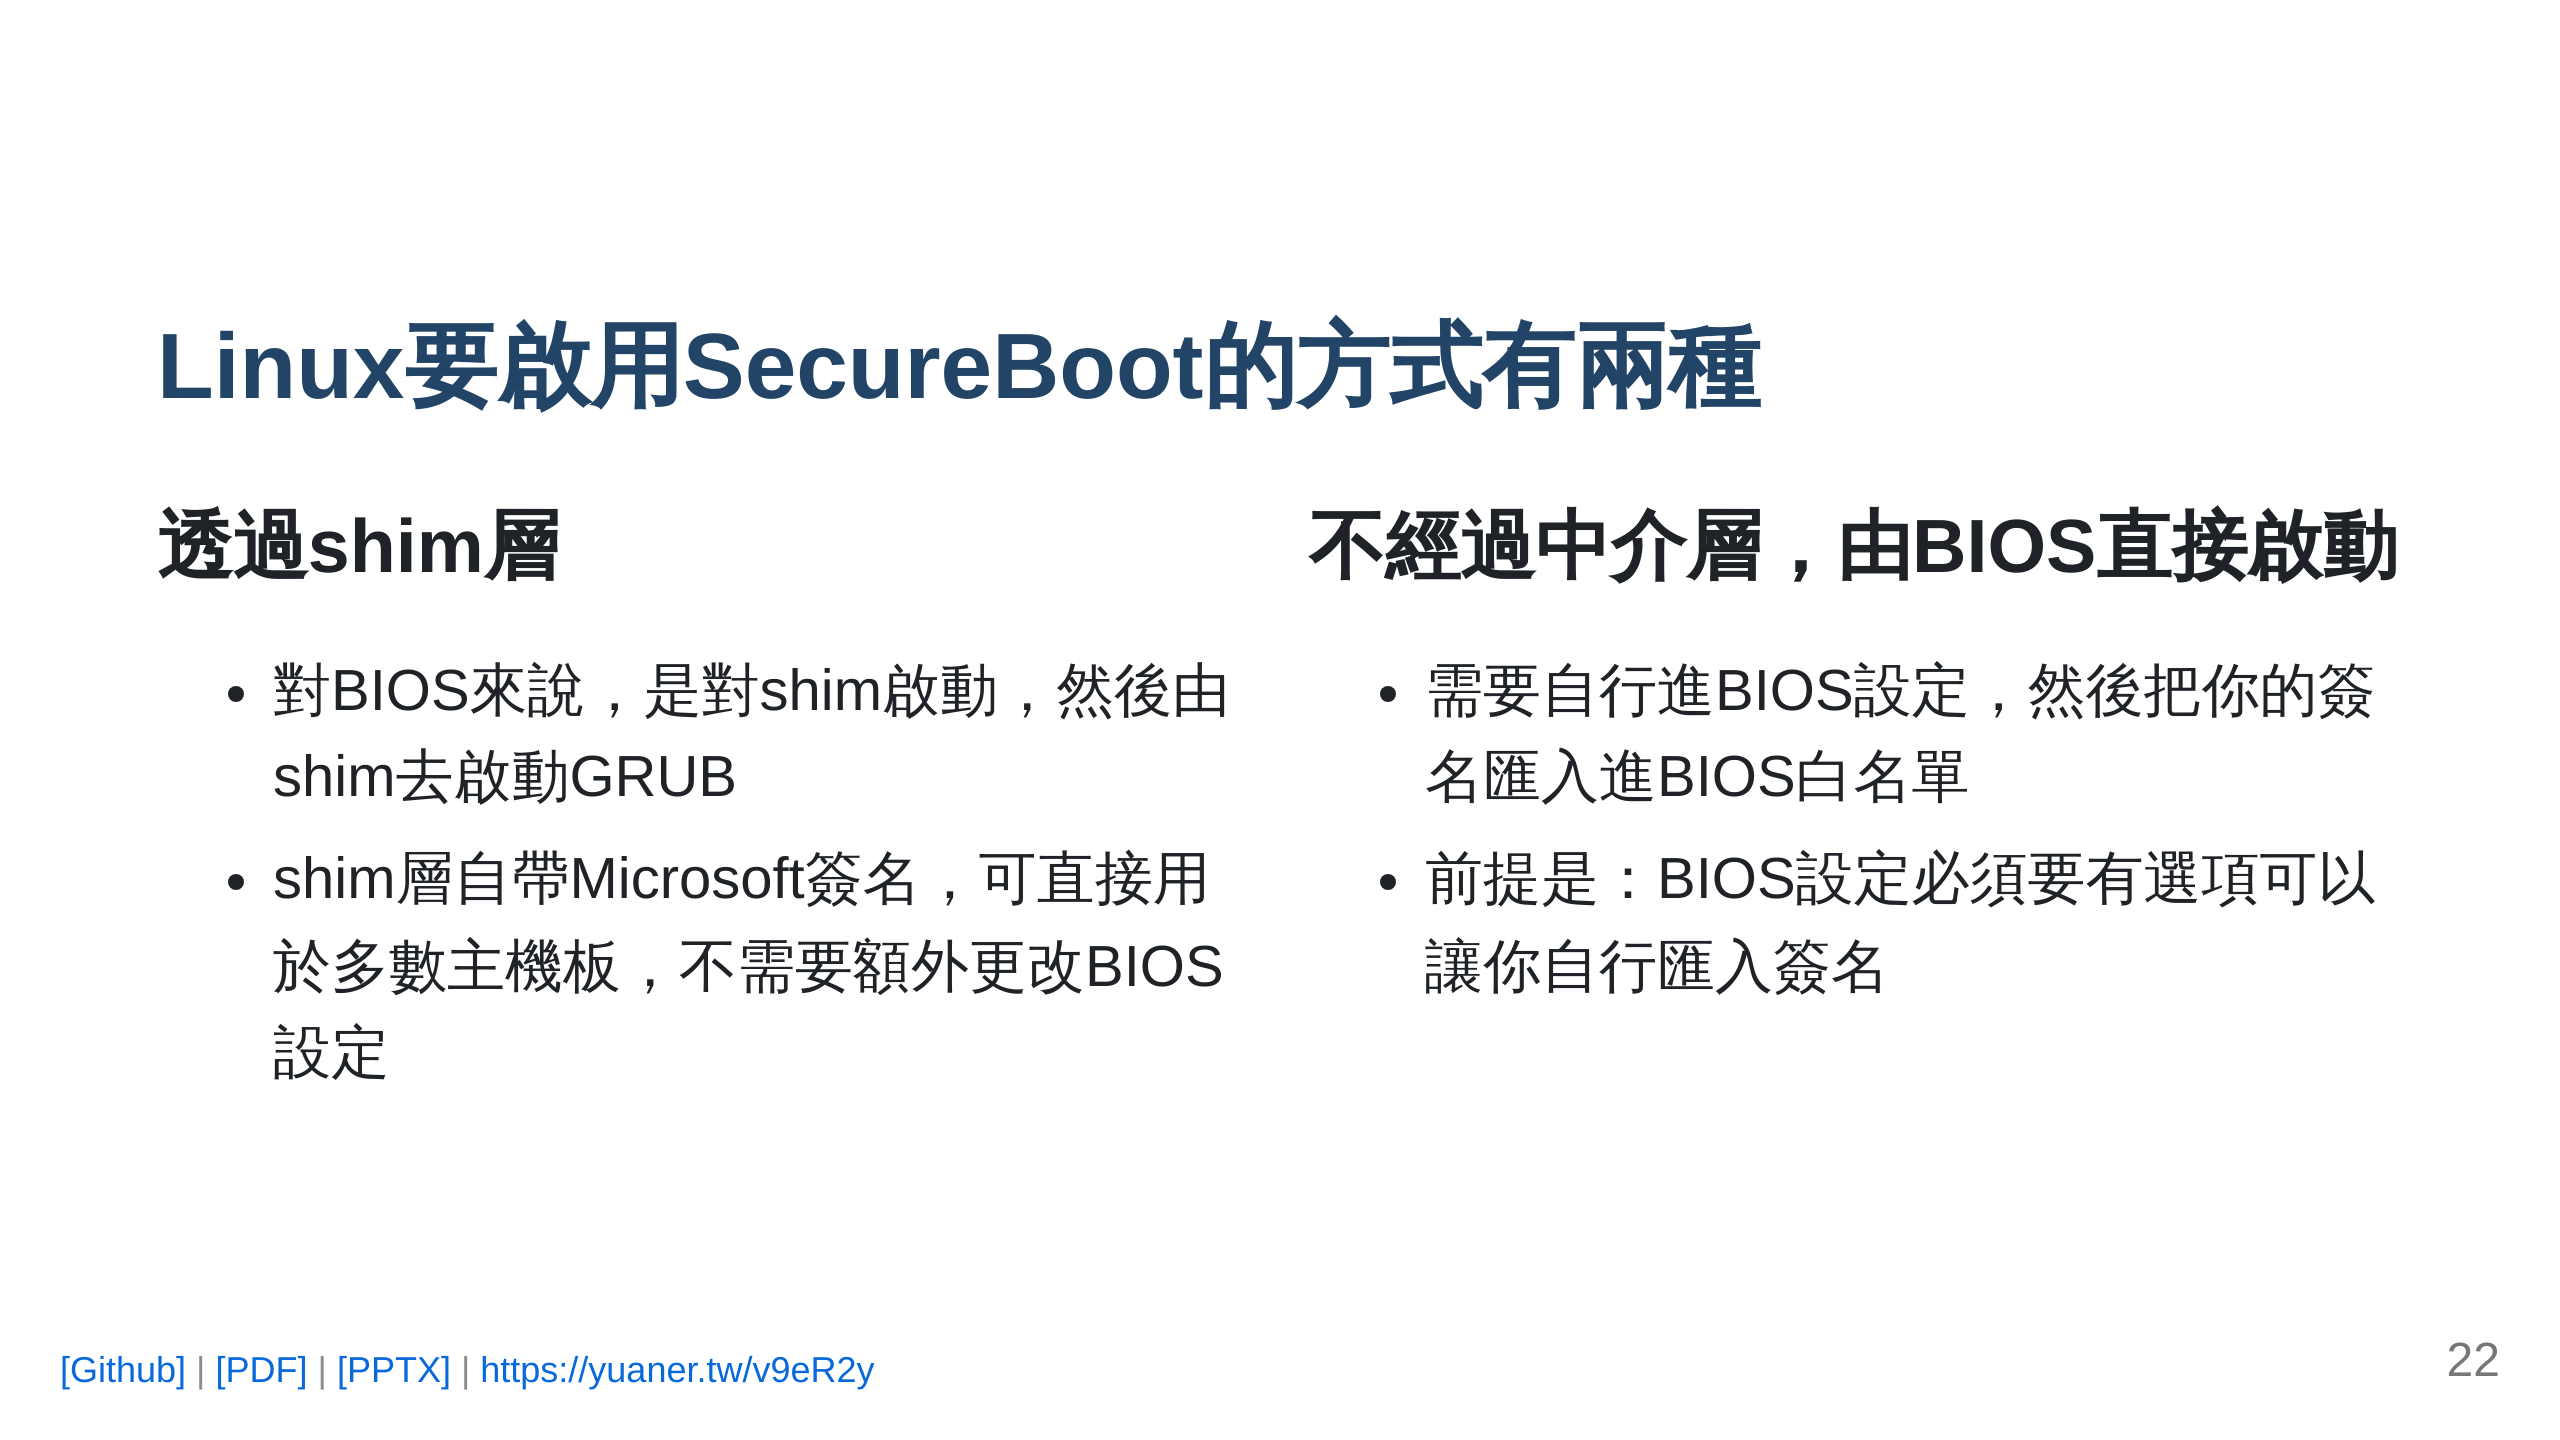 Linux要啟用SecureBoot的方式有兩種
透過shim層
• 對BIOS來說，是對shim啟動，然後由
shim去啟動GRUB
• shim層自帶Microsoft簽名，可直接用
於多數主機板，不需要額外更改BIOS
設定
不經過中介層，由BIOS直接啟動
• 需要自行進BIOS設定，然後把你的簽
名匯入進BIOS白名單
• 前提是：BIOS設定必須要有選項可以
讓你自行匯入簽名
[Github] | [PDF] | [PPTX] | https://yuaner.tw/v9eR2y
22